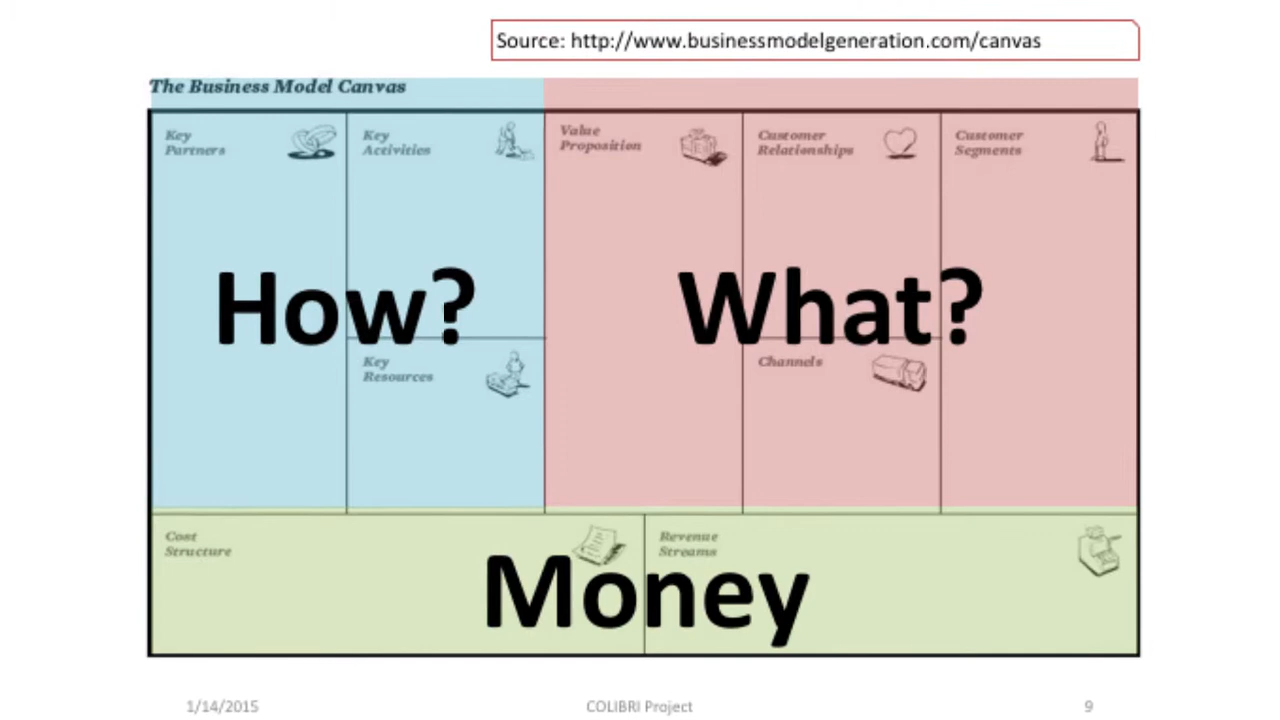 Source: http://www.businessmodelgeneration.com/canvas
The Business Model Canvas
Key
Partners
Key
Activities
Value
Proposition
Customer
Relationships
Customer
Segments
How?
What?
Key
Resources
Channels
Cost
Structure
Revenue
Streams
Money
1/14/2015
COLIBRI Project
9